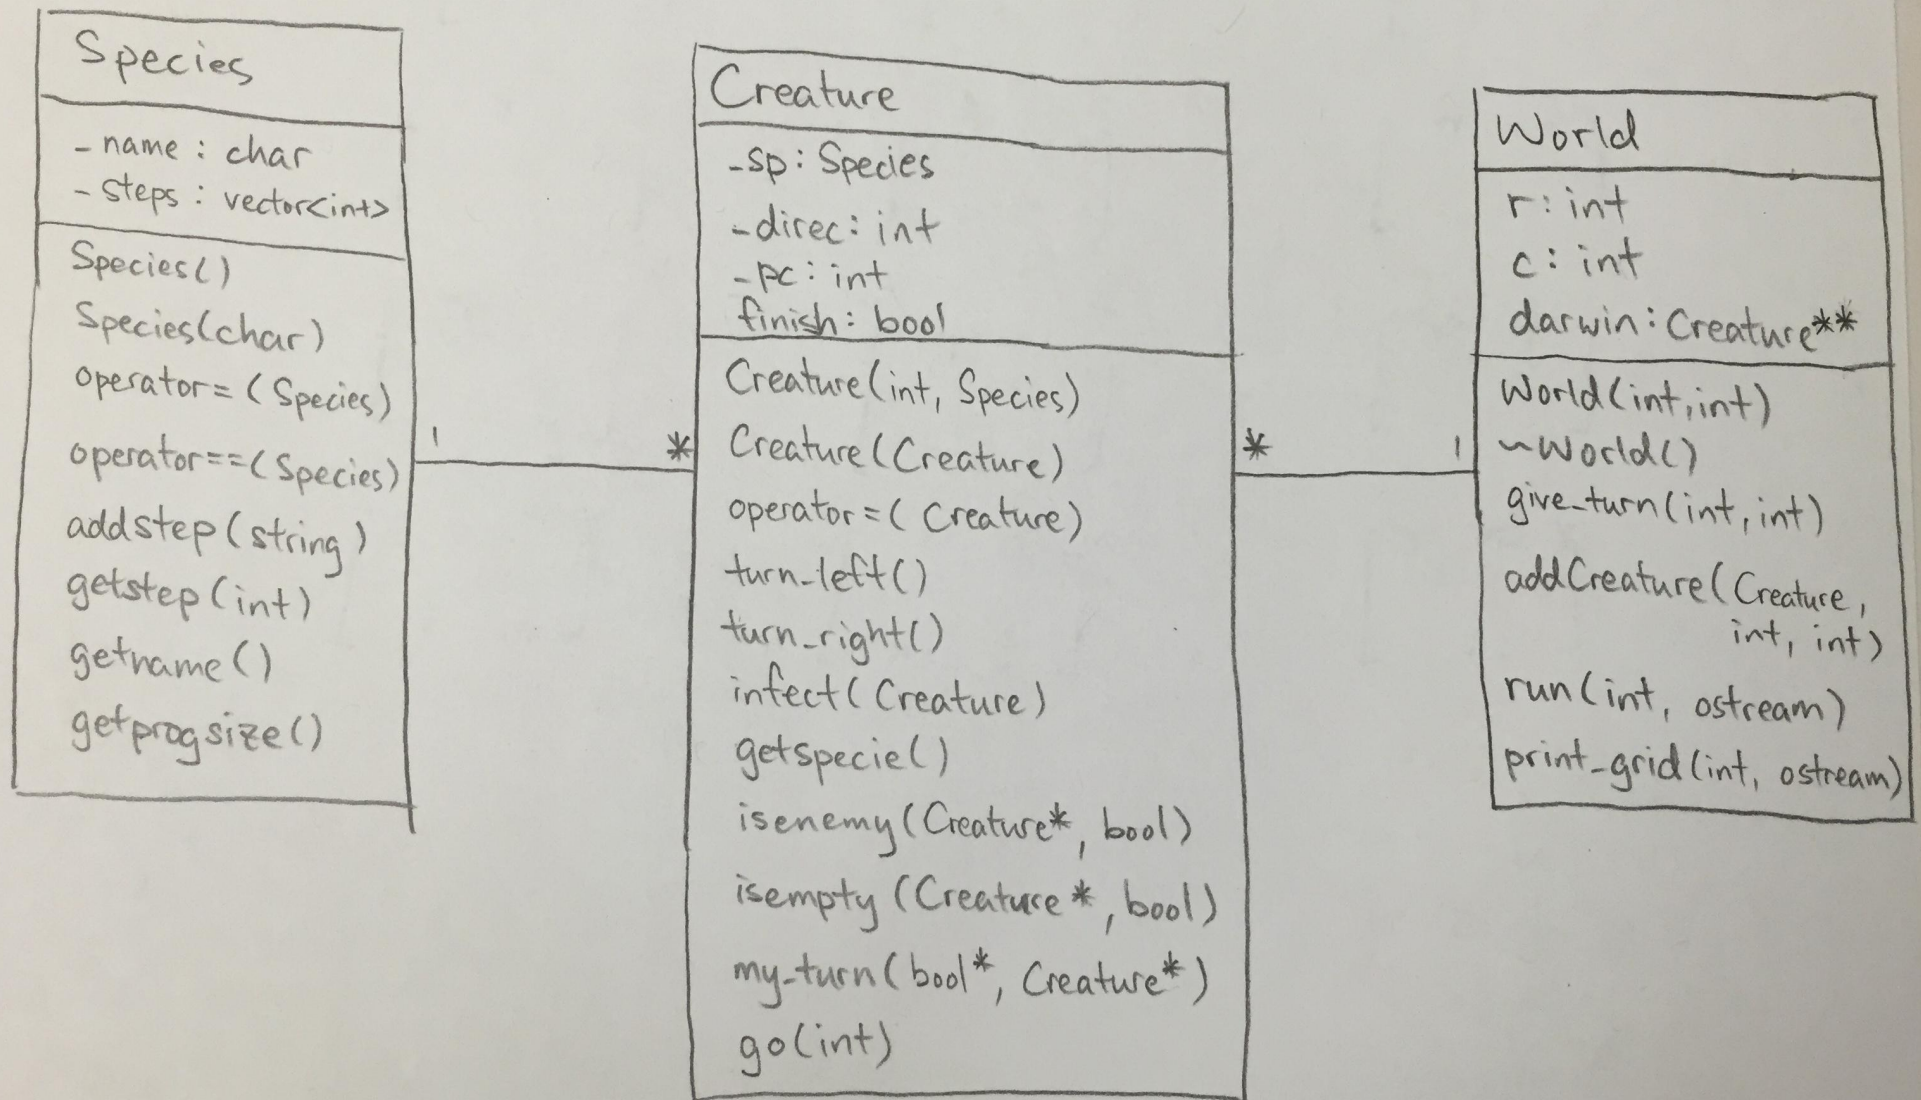 Species
- name : char
- steps : vector<int>
Species()
Species(char)
operator= (Species)
operator==(Species)
addstep(string)
getstep(int)
getname()
getprogsize()
1
*
Creature
-sp: Species
-direc: int
-pc: int
finish: bool
Creature(int, Species)
Creature(Creature)
operator=( Creature)
turn_left()
turn_right()
infect( Creature)
getspecie()
isenemy(Creature*, bool)
isempty (Creature*, bool)
my_turn(bool*, Creature*)
go(int)
*
1
World
r: int
c: int
darwin: Creature**
World(int, int)
~World()
give_turn(int, int)
addCreature(Creature,
int, int)
run(int, ostream)
print_grid(int, ostream)